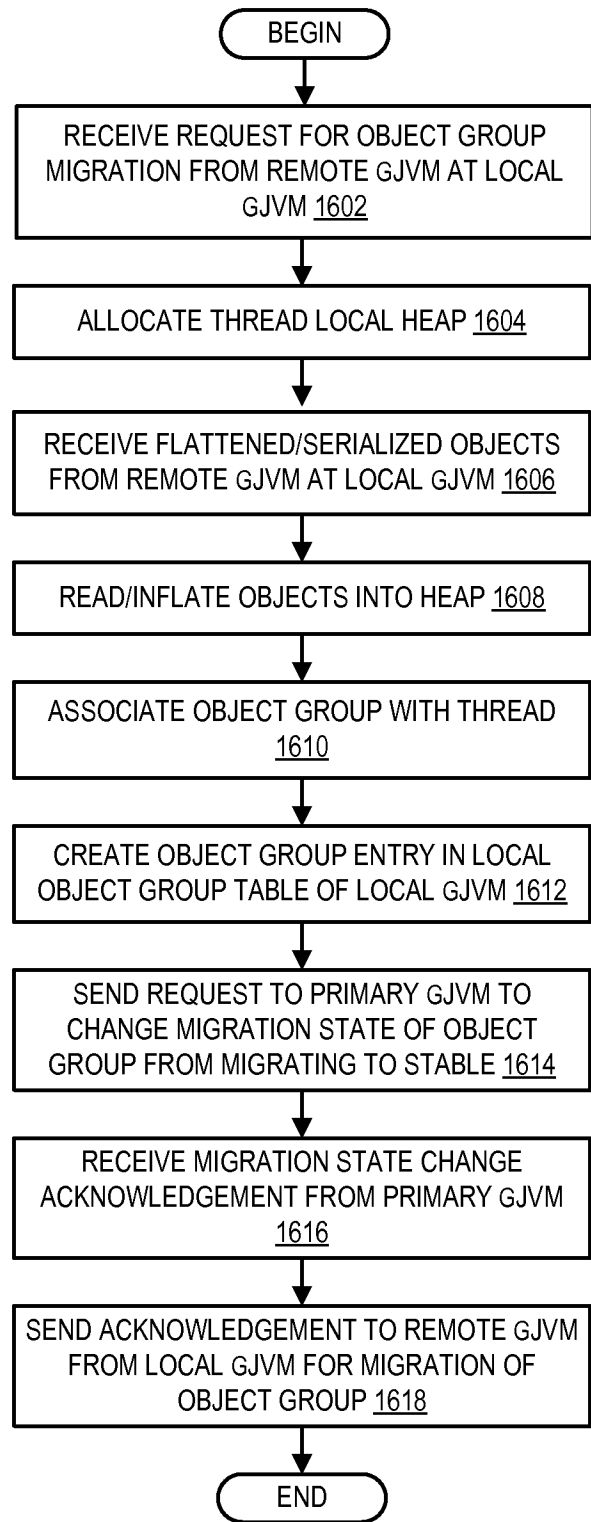 BEGIN
RECEIVE REQUEST FOR OBJECT GROUP
MIGRATION FROM REMOTE GJVM AT LOCAL
GJVM 1602
ALLOCATE THREAD LOCAL HEAP 1604
RECEIVE FLATTENED/SERIALIZED OBJECTS
FROM REMOTE GJVM AT LOCAL GJVM 1606
READ/INFLATE OBJECTS INTO HEAP 1608
ASSOCIATE OBJECT GROUP WITH THREAD
1610
CREATE OBJECT GROUP ENTRY IN LOCAL
OBJECT GROUP TABLE OF LOCAL GJVM 1612
SEND REQUEST TO PRIMARY GJVM TO
CHANGE MIGRATION STATE OF OBJECT
GROUP FROM MIGRATING TO STABLE 1614
RECEIVE MIGRATION STATE CHANGE
ACKNOWLEDGEMENT FROM PRIMARY GJVM
1616
SEND ACKNOWLEDGEMENT TO REMOTE GJVM
FROM LOCAL GJVM FOR MIGRATION OF
OBJECT GROUP 1618
END